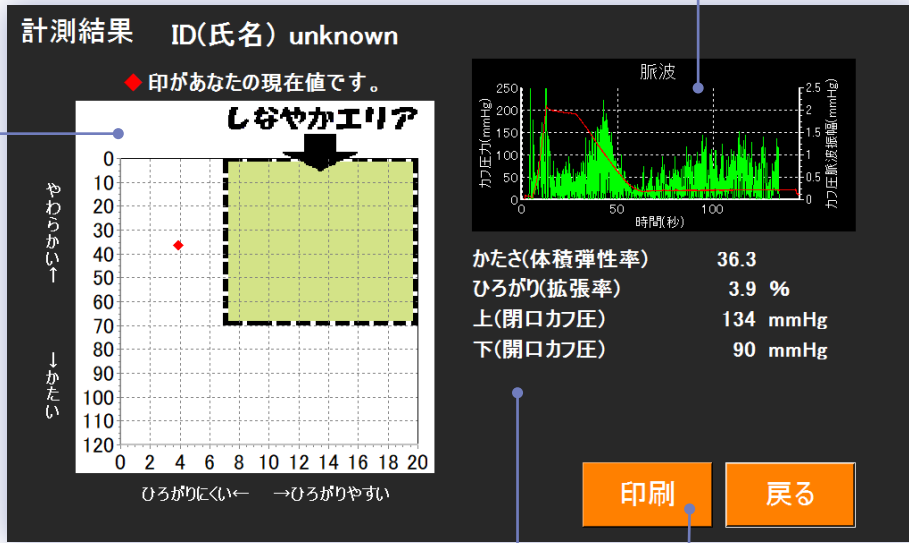 計測結果 ID(氏名) unknown
◆印があなたの現在値です。
しなやかエリア
0
10
20
30
40
50
60
70
80
90
100
110
120
0 2 4 6 8 10 12 14 16 18 20
やわらかい→
←かたい
ひろがりにくい← →ひろがりやすい
脈波
カフ圧力(mmHg)
250
200
150
100
50
0
2.5
2
1.5
1
0.5
0
カフ圧脈波振幅(mmHg)
0 50 100
時間(秒)
かたさ(体積弾性率) 36.3
ひろがり(拡張率) 3.9 %
上(閉口カフ圧) 134 mmHg
下(開口カフ圧) 90 mmHg
印刷 戻る